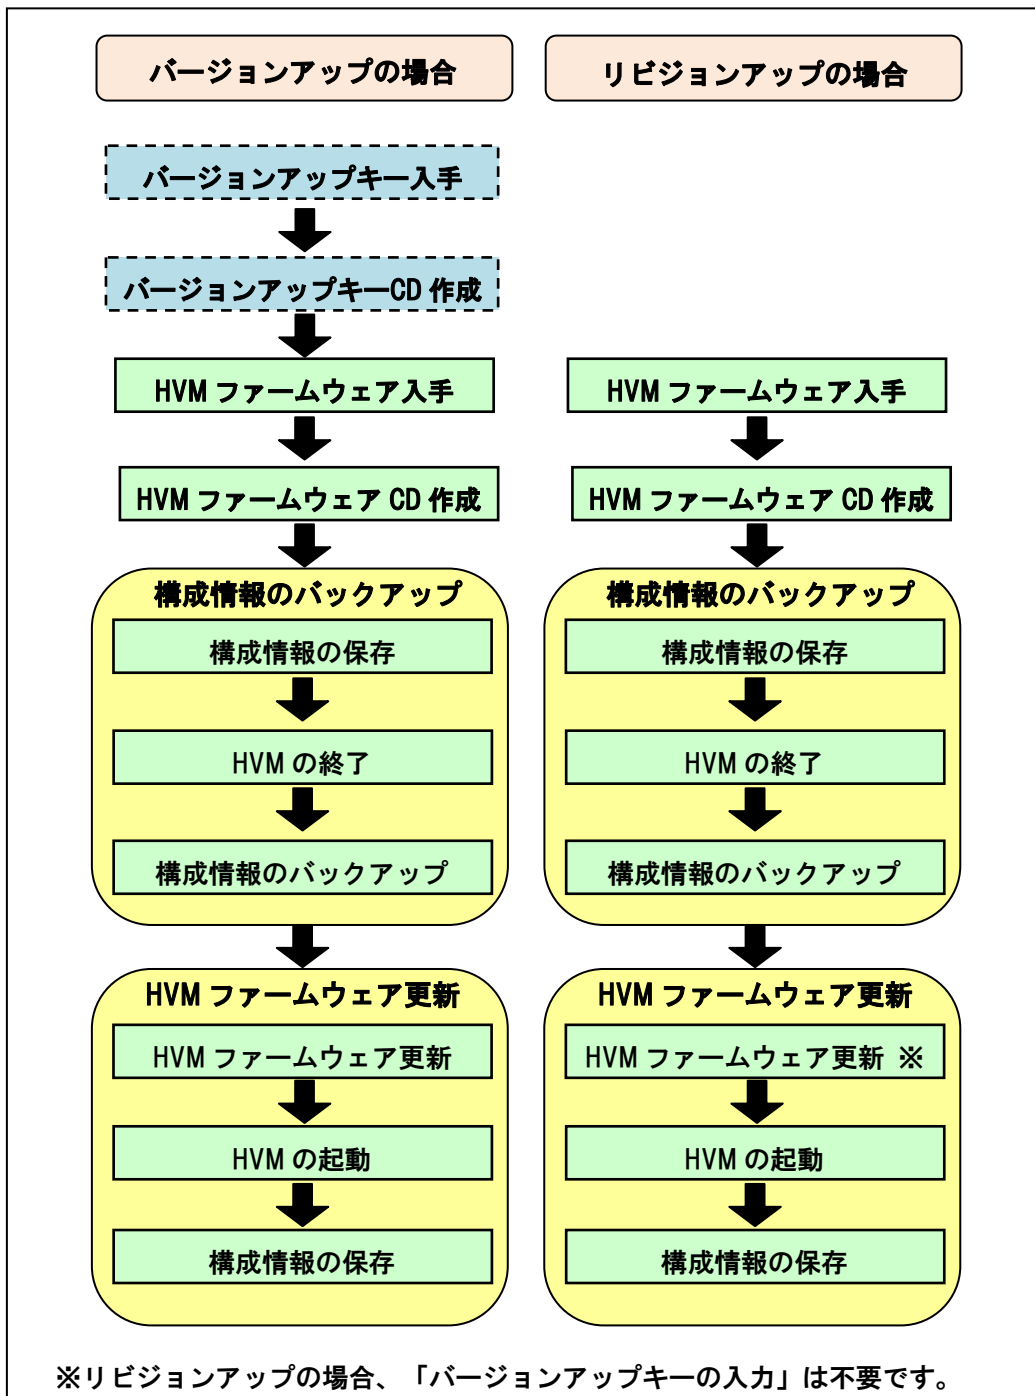 バージョンアップの場合
バージョンアップキー入手
バージョンアップキーCD 作成
HVM ファームウェア入手
HVM ファームウェア CD 作成
構成情報のバックアップ
構成情報の保存
HVM の終了
構成情報のバックアップ
HVM ファームウェア更新
HVM ファームウェア更新
HVM の起動
構成情報の保存
リビジョンアップの場合
HVM ファームウェア入手
HVM ファームウェア CD 作成
構成情報のバックアップ
構成情報の保存
HVM の終了
構成情報のバックアップ
HVM ファームウェア更新
HVM ファームウェア更新 ※
HVM の起動
構成情報の保存
※リビジョンアップの場合、「バージョンアップキーの入力」は不要です。